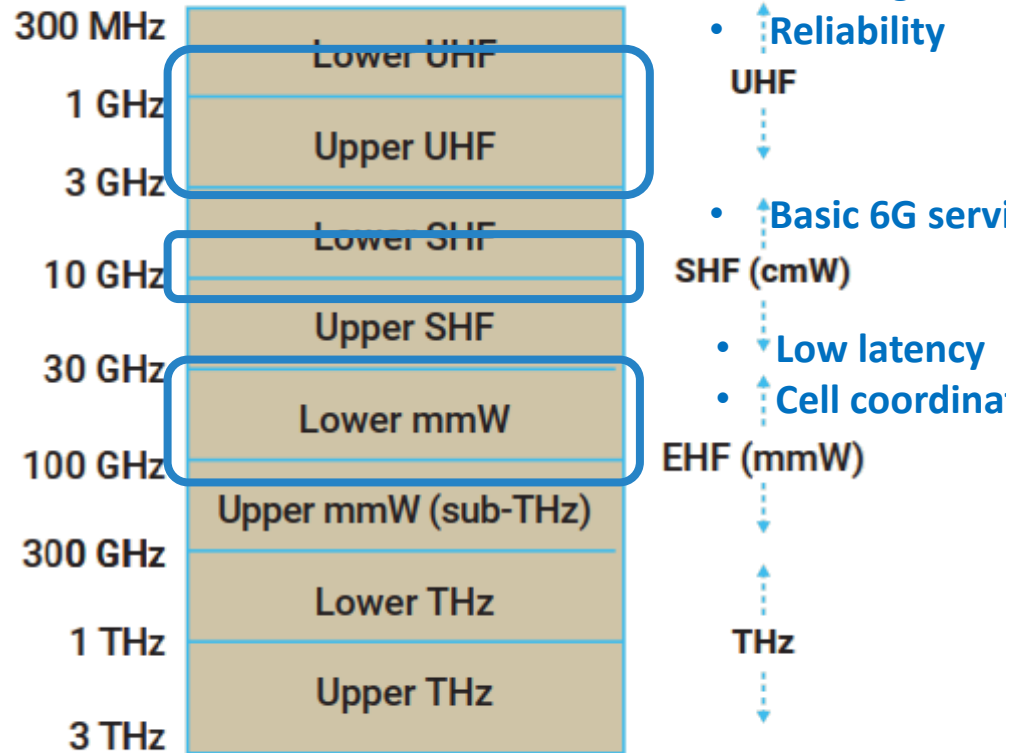 300 MHz
Lower UHF
• Reliability
UHF
1 GHz
Upper UHF
3 GHz
Lower SHF
• Basic 6G
SHF (cmW)
10 GHz
Upper SHF
• Low latency
30 GHz
Lower mmW
• Cell
EHF (mmW)
100 GHz
Upper mmW (sub-THz)
300 GHz
Lower THz
1 THz
THz
Upper THz
3 THz